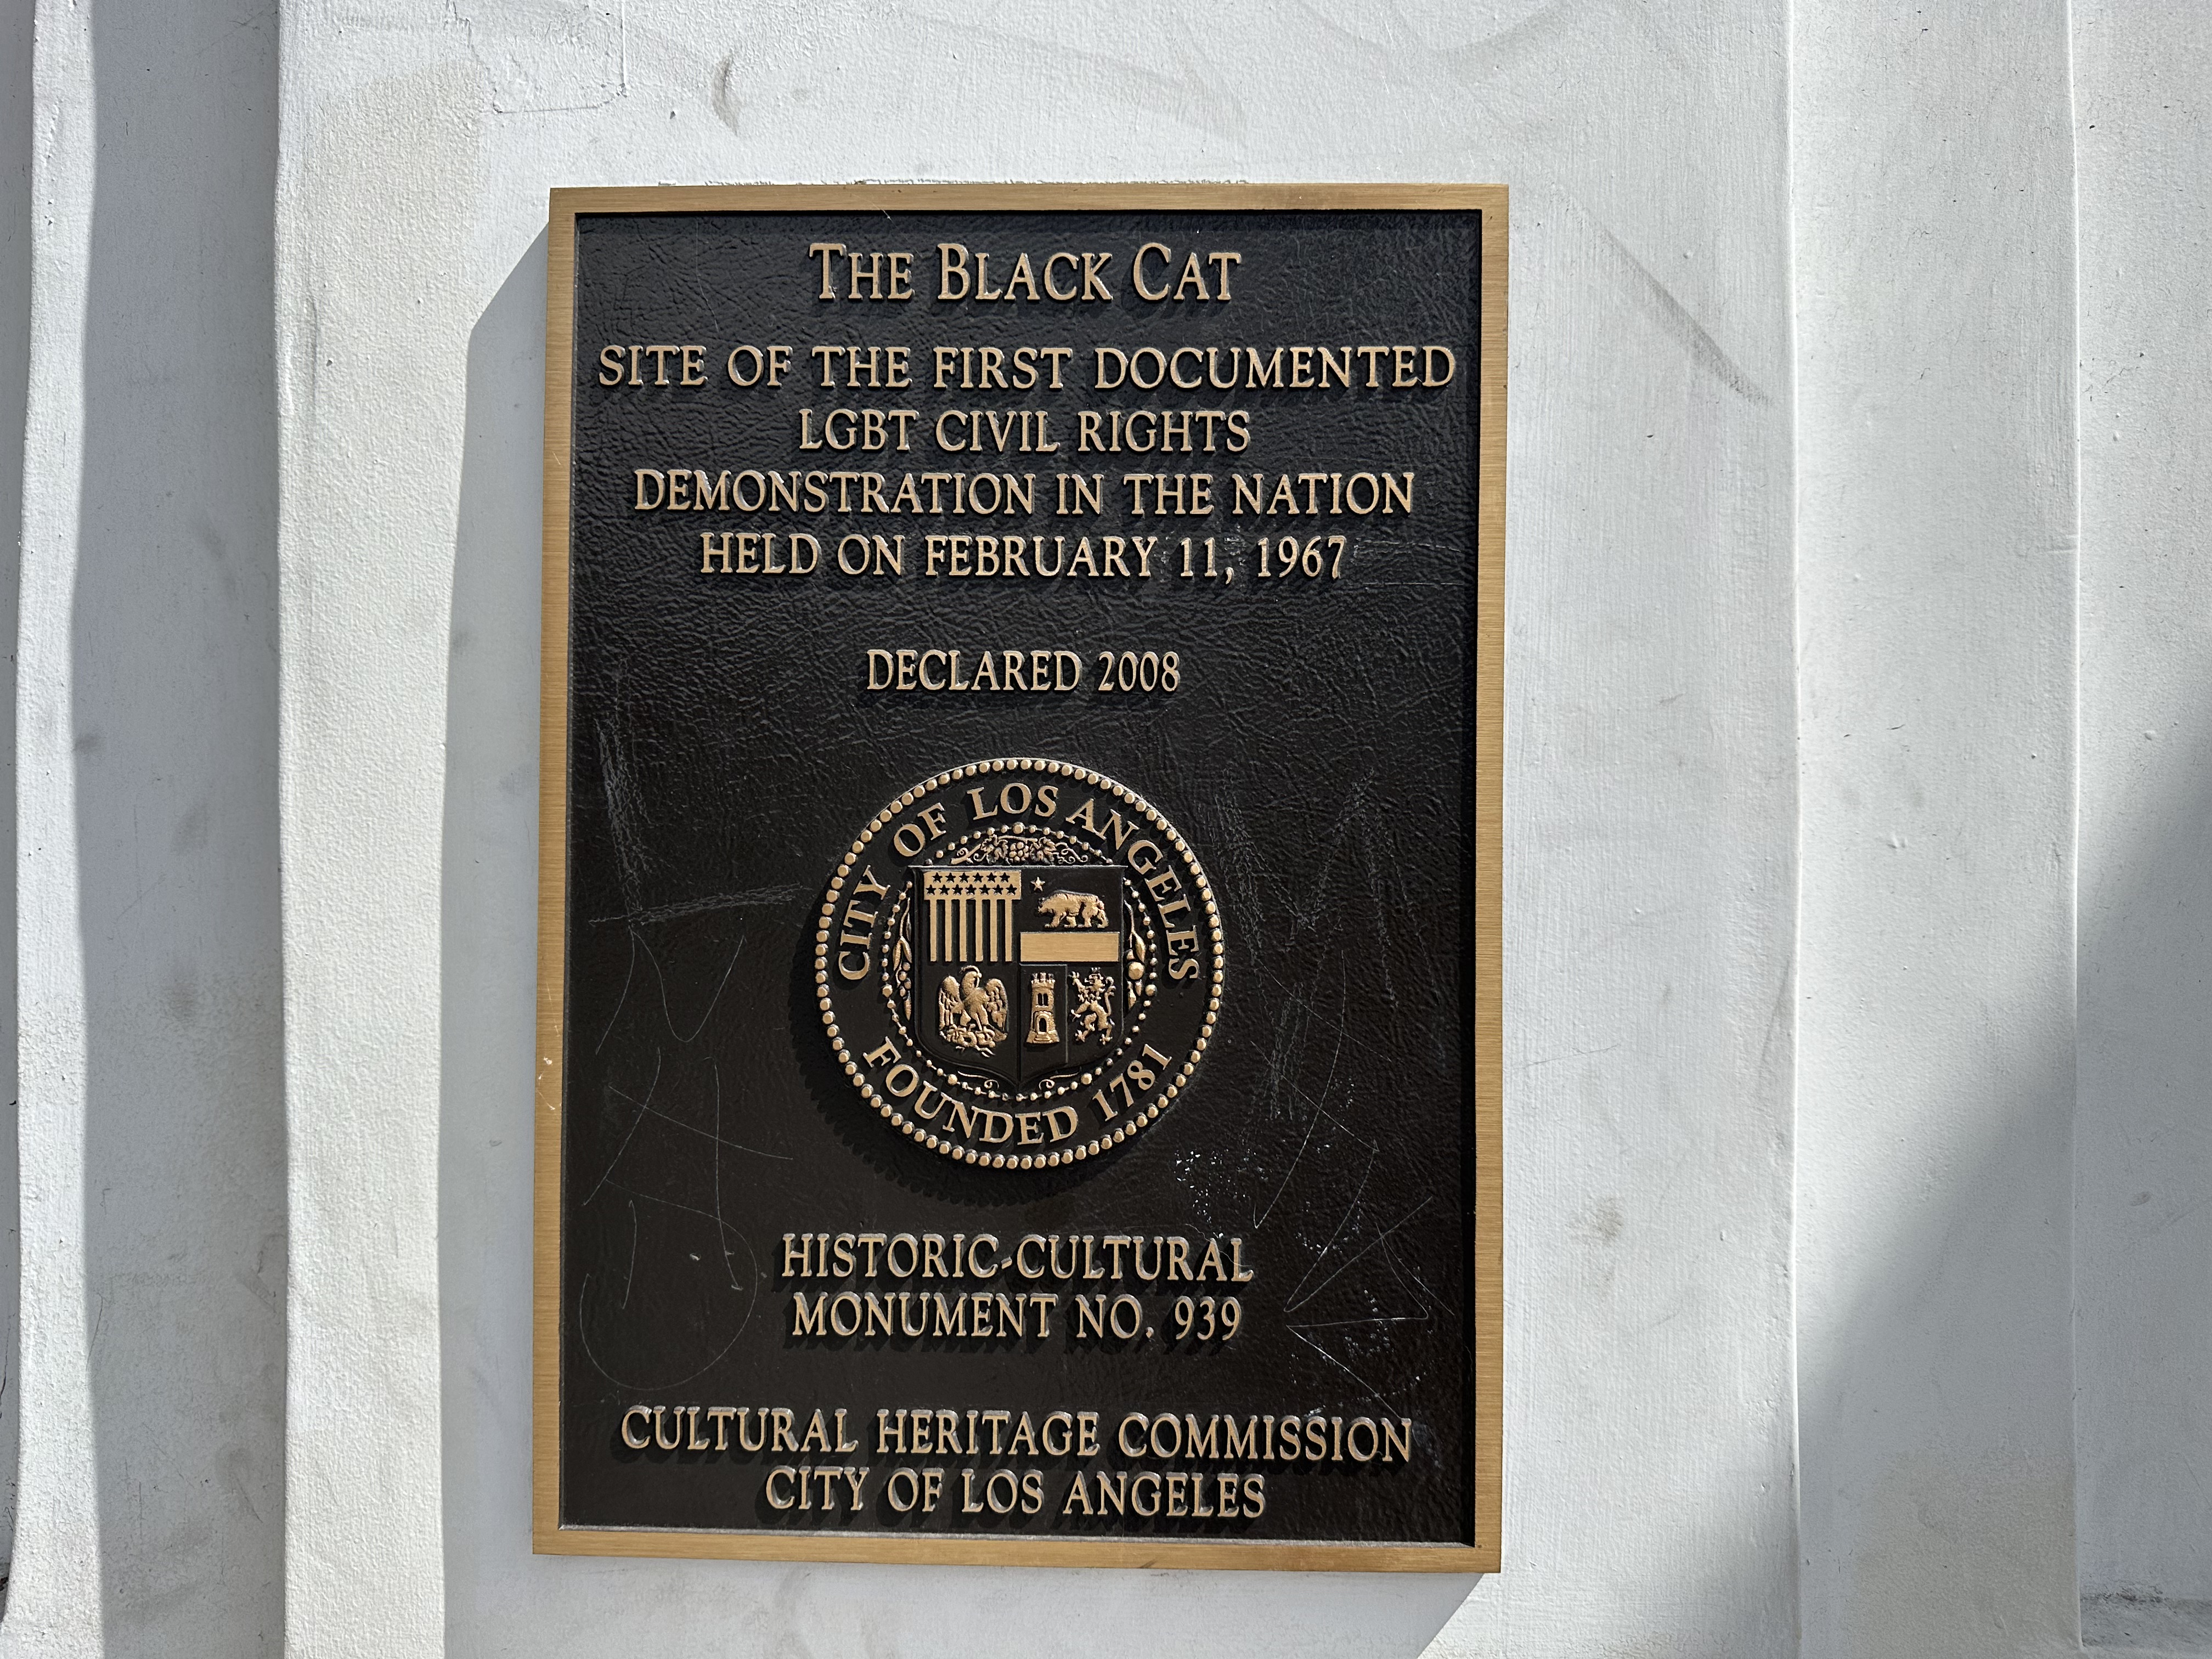 THE BLACK CAT
SITE OF THE FIRST DOCUMENTED
LGBT CIVIL RIGHTS
DEMONSTRATION IN THE NATION
HELD ON FEBRUARY 11, 1967
DECLARED 2008
CITY OF LOS ANGELES
FOUNDED 1781
HISTORIC-CULTURAL
MONUMENT NO. 939
CULTURAL HERITAGE COMMISSION
CITY OF LOS ANGELES